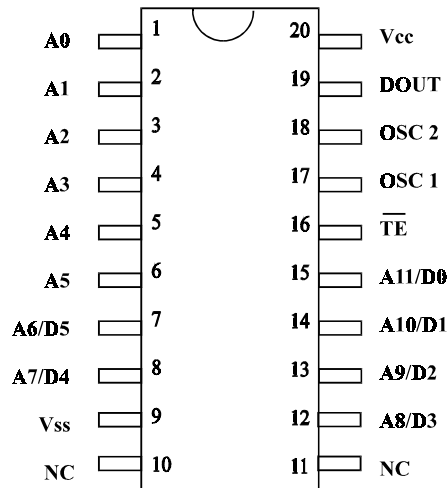 A0 1 20 Vcc
A1 2 19 DOUT
A2 3 18 OSC 2
A3 4 17 OSC 1
A4 5 16 T̅E̅
A5 6 15 A11/D0
A6/D5 7 14 A10/D1
A7/D4 8 13 A9/D2
Vss 9 12 A8/D3
NC 10 11 NC